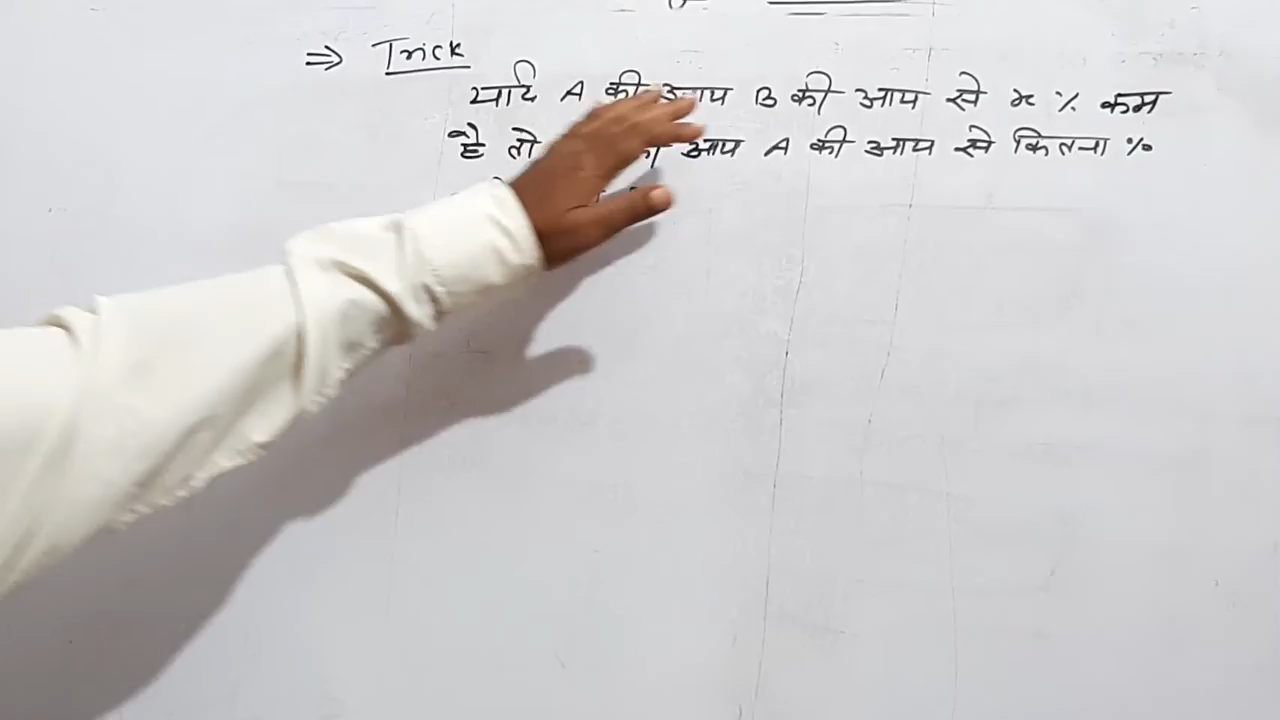 ⇒ Trick
यदि A की आय B की आय से x % कम
है तो की आय A की आय से कितना %